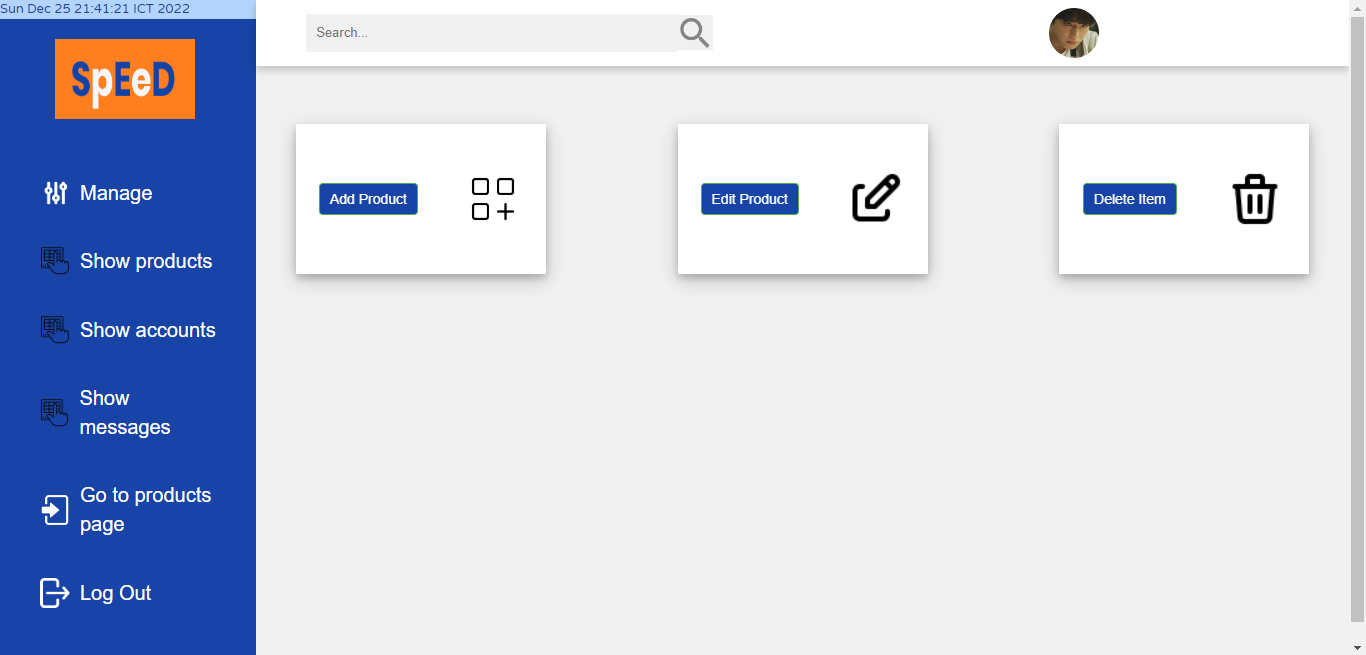 Sun Dec 25 21:41:21 ICT 2022
SpEeD
Manage
Show products
Show accounts
Show
messages
Go to products
page
Log Out
Search...
Add Product
Edit Product
Delete Item